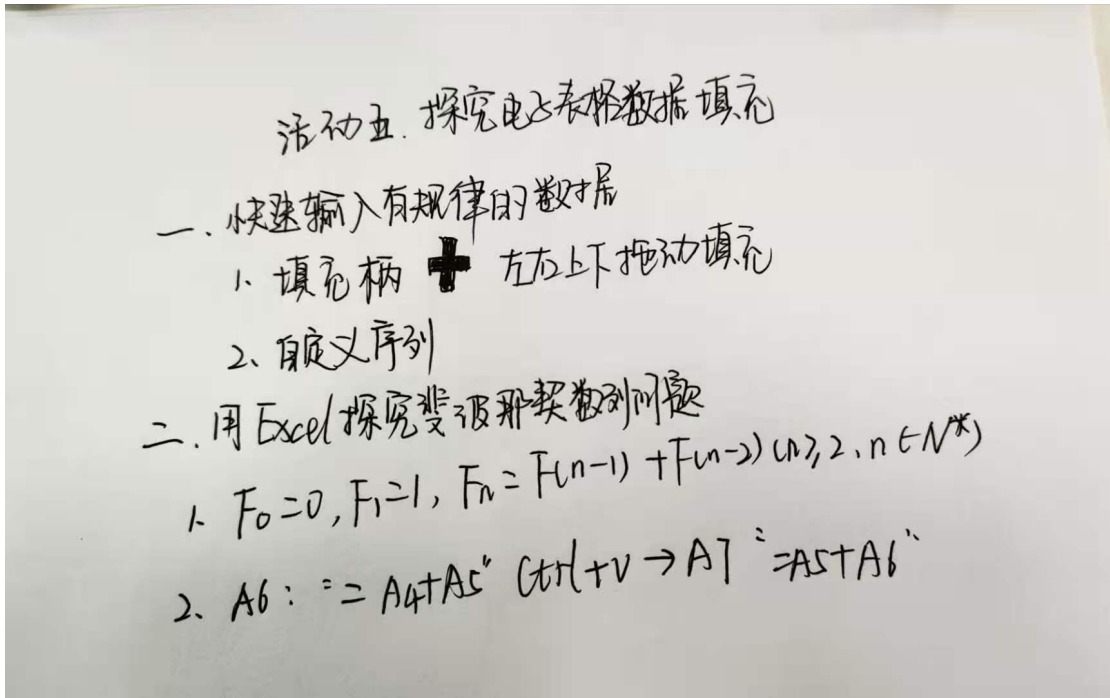 活动五. 探究电子表格数据填充
一. 快速输入有规律的数据
1. 填充柄 ✚ 左右上下拖动填充
2、自定义序列
二. 用Excel探究斐波那契数列问题
1. F₀=0, F₁=1, Fₙ=F(n-1)+F(n-2) (n≥2, n∈N*)
2、A6: "=A4+A5" Ctrl+V→A7 "=A5+A6"